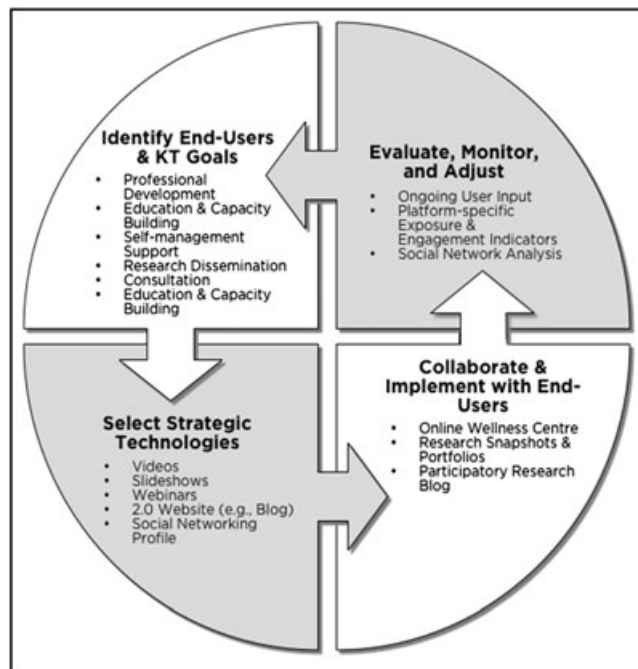 Identify End-Users
& KT Goals
• Professional
Development
• Education & Capacity
Building
• Self-management
Support
• Research Dissemination
• Consultation
• Education & Capacity
Building
Evaluate, Monitor,
and Adjust
• Ongoing User Input
• Platform-specific
Exposure &
Engagement Indicators
• Social Network Analysis
Select Strategic
Technologies
• Videos
• Slideshows
• Webinars
• 2.0 Website (e.g., Blog)
• Social Networking
Profile
Collaborate &
Implement with End-
Users
• Online Wellness Centre
• Research Snapshots &
Portfolios
• Participatory Research
Blog